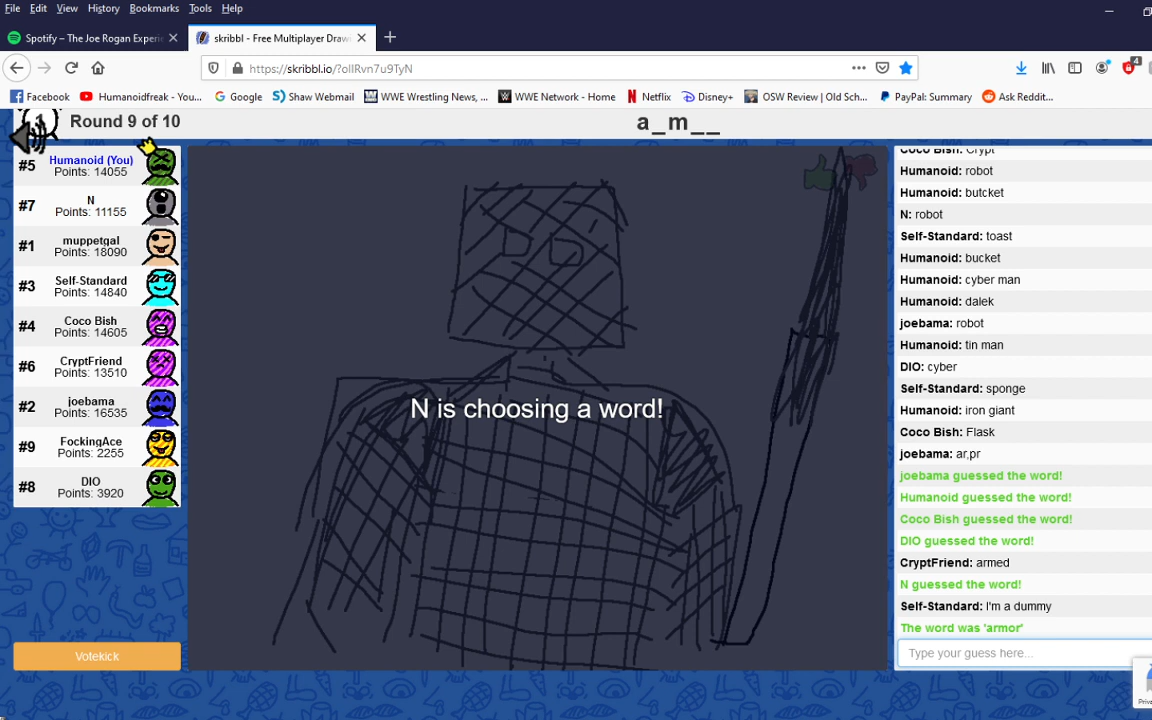 File Edit View History Bookmarks Tools Help
Spotify – The Joe Rogan Experi
skribbl - Free Multiplayer Draw
https://skribbl.io/?olIRvn7u9TyN
4
Facebook Humanoidfreak - You... Google Shaw Webmail WWE Wrestling News, ... WWE Network - Home Netflix Disney+ OSW Review | Old Sch... PayPal: Summary Ask Reddit...
Round 9 of 10
a_m__
#5 Humanoid (You)
Points: 14055
#7 N
Points: 11155
#1 muppetgal
Points: 18090
#3 Self-Standard
Points: 14840
#4 Coco Bish
Points: 14605
#6 CryptFriend
Points: 13510
#2 joebama
Points: 16535
#9 FockingAce
Points: 2255
#8 DIO
Points: 3920
Votekick
N is choosing a word!
Coco Bish: Crypt
Humanoid: robot
Humanoid: butcket
N: robot
Self-Standard: toast
Humanoid: bucket
Humanoid: cyber man
Humanoid: dalek
joebama: robot
Humanoid: tin man
DIO: cyber
Self-Standard: sponge
Humanoid: iron giant
Coco Bish: Flask
joebama: ar,pr
joebama guessed the word!
Humanoid guessed the word!
Coco Bish guessed the word!
DIO guessed the word!
CryptFriend: armed
N guessed the word!
Self-Standard: I'm a dummy
The word was 'armor'
Type your guess here...